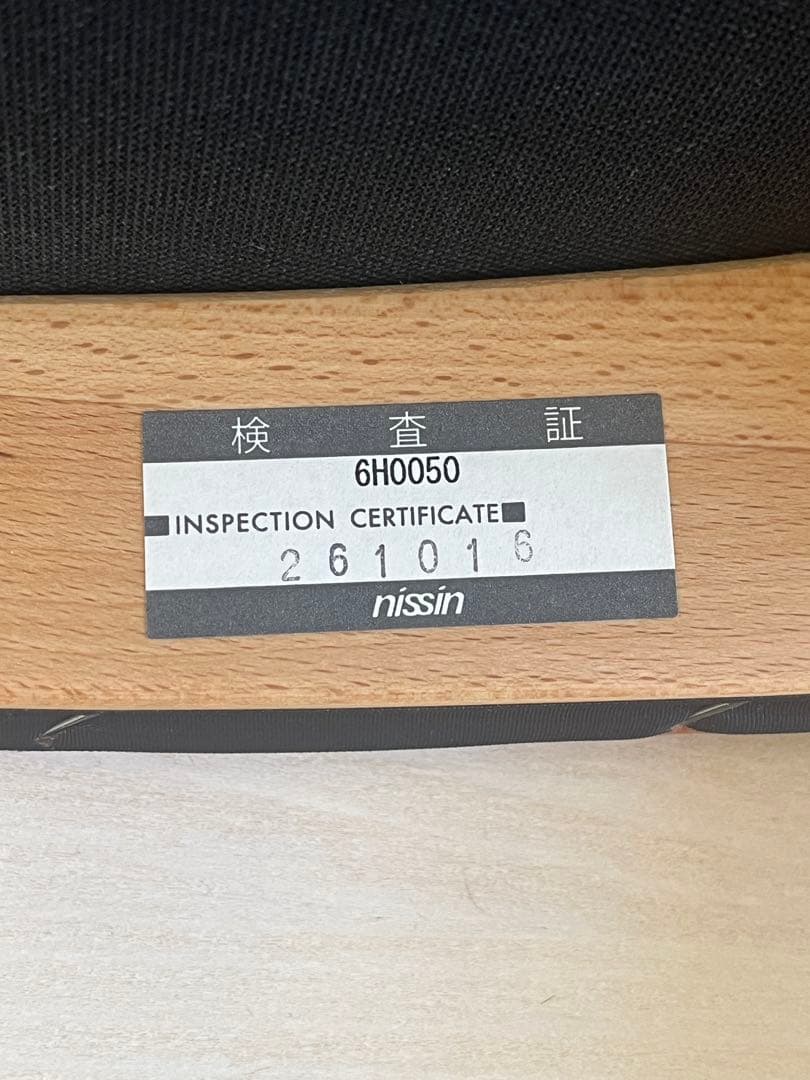 検査証
6H0050
■INSPECTION CERTIFICATE■
261016
nissin